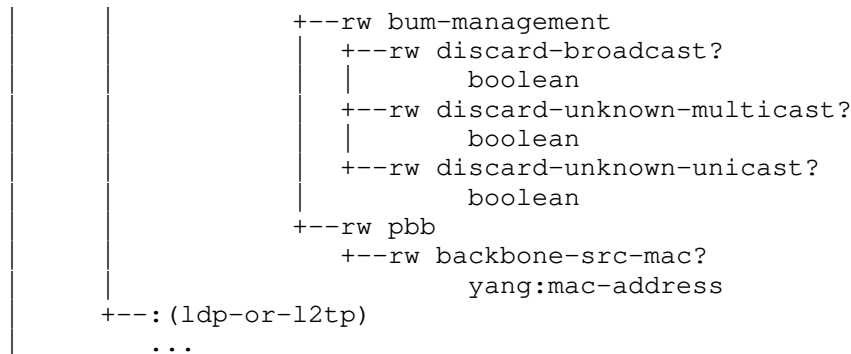 |     |           +--rw bum-management
|     |           |  +--rw discard-broadcast?
|     |           |  |       boolean
|     |           |  +--rw discard-unknown-multicast?
|     |           |  |       boolean
|     |           |  +--rw discard-unknown-unicast?
|     |           |          boolean
|     |           +--rw pbb
|     |              +--rw backbone-src-mac?
|     |                      yang:mac-address
|     +--:(ldp-or-l2tp)
|        ...